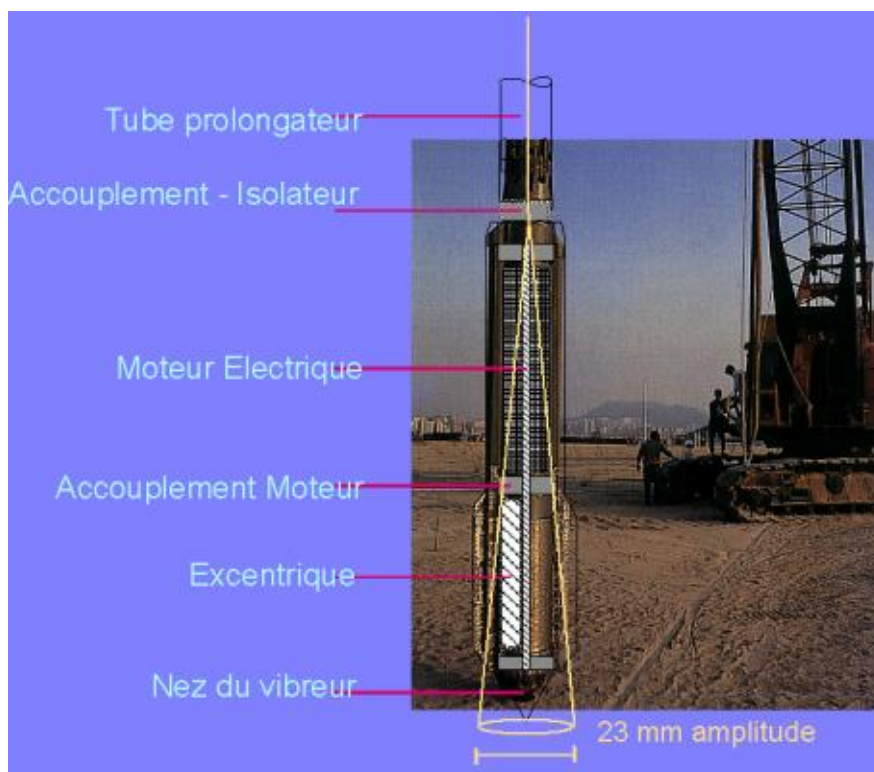 Tube prolongateur
Accouplement - Isolateur
Moteur Electrique
Accouplement Moteur
Excentrique
Nez du vibreur
23 mm amplitude